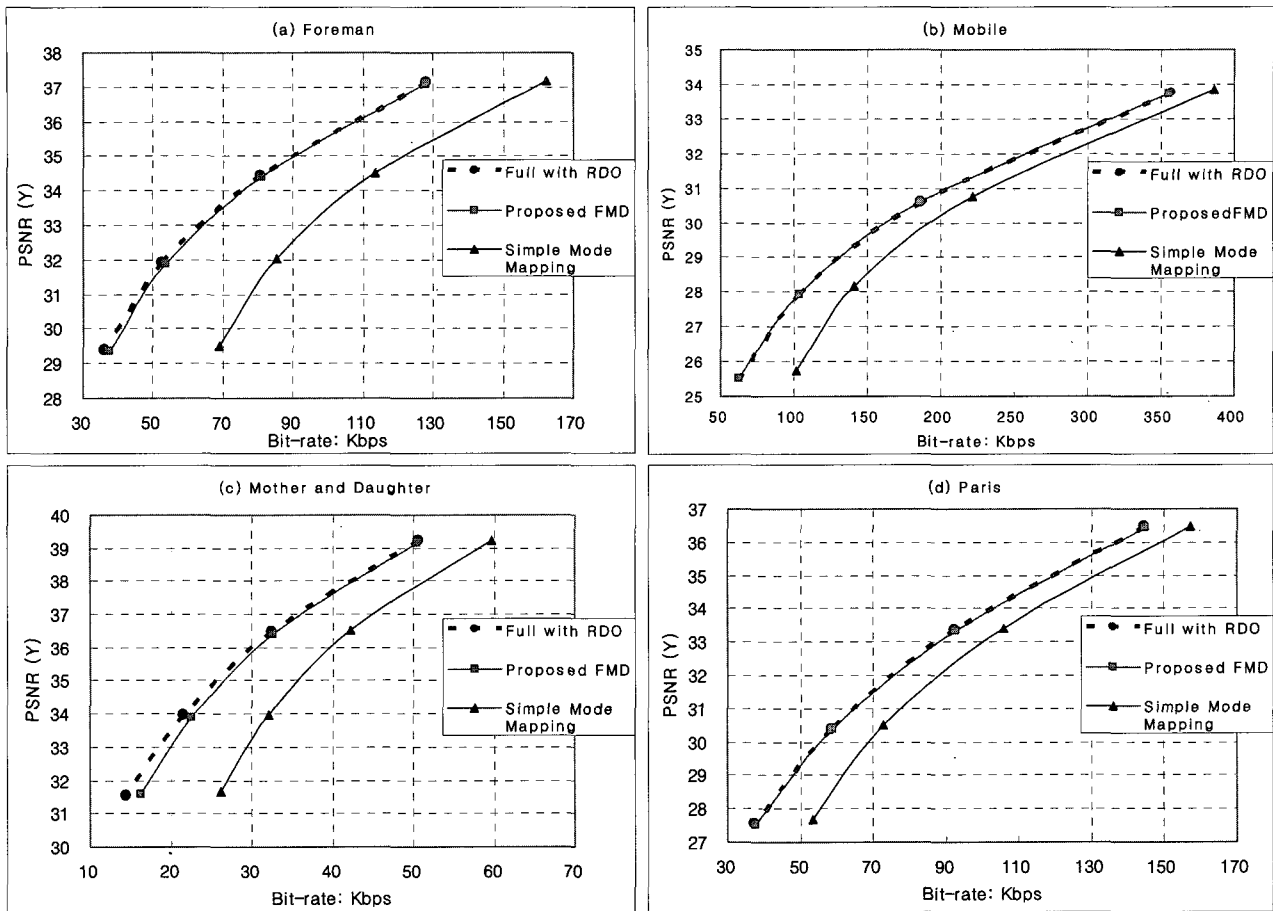 (a) Foreman
PSNR (Y)
38
37
36
35
34
33
32
31
30
29
28
30 50 70 90 110 130 150 170
Bit-rate: Kbps
Full with RDO
Proposed FMD
Simple Mode
Mapping
(b) Mobile
PSNR (Y)
35
34
33
32
31
30
29
28
27
26
25
50 100 150 200 250 300 350 400
Bit-rate: Kbps
Full with RDO
ProposedFMD
Simple Mode
Mapping
(c) Mother and Daughter
PSNR (Y)
40
39
38
37
36
35
34
33
32
31
30
10 20 30 40 50 60 70
Bit-rate: Kbps
Full with RDO
Proposed FMD
Simple Mode
Mapping
(d) Paris
PSNR (Y)
37
36
35
34
33
32
31
30
29
28
27
30 50 70 90 110 130 150 170
Bit-rate: Kbps
Full with RDO
Proposed FMD
Simple Mode
Mapping